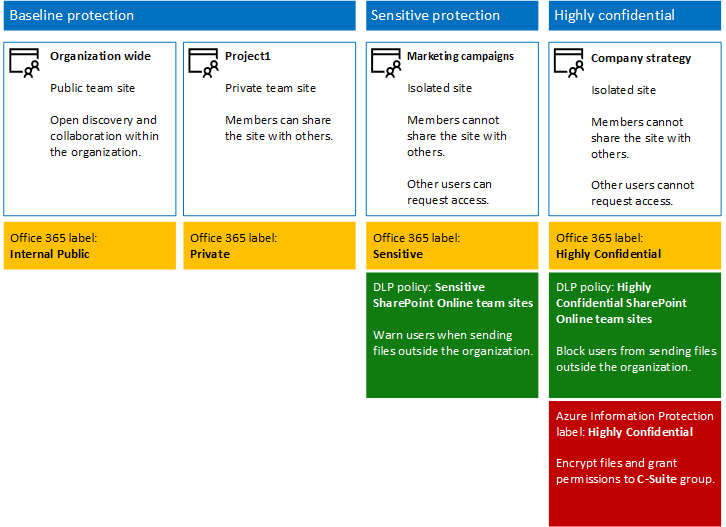 Baseline protection
Organization wide
Public team site
Open discovery and
collaboration within
the organization.
Office 365 label:
Internal Public
Project1
Private team site
Members can share
the site with others.
Office 365 label:
Private
Sensitive protection
Marketing campaigns
Isolated site
Members cannot
share the site with
others.
Other users can
request access.
Office 365 label:
Sensitive
DLP policy: Sensitive
SharePoint Online team sites
Warn users when sending
files outside the organization.
Highly confidential
Company strategy
Isolated site
Members cannot
share the site with
others.
Other users cannot
request access.
Office 365 label:
Highly Confidential
DLP policy: Highly
Confidential SharePoint
Online team sites
Block users from sending files
outside the organization.
Azure Information Protection
label: Highly Confidential
Encrypt files and grant
permissions to C-Suite group.